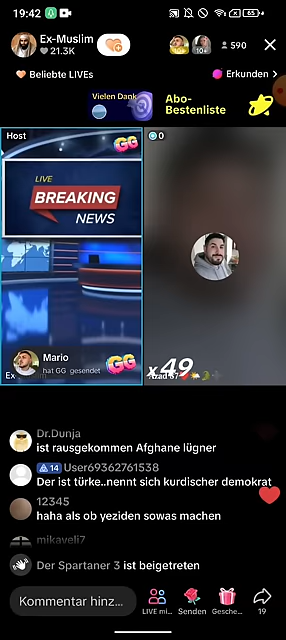 19:42
65
Ex-Muslim
21.3K
10+
590
Beliebte LIVEs
Erkunden
Vielen Dank
Abo-
Bestenliste
Host
GG
0
LIVE
BREAKING
NEWS
Mario
hat GG gesendet
GG
x49
Ex
Dr.Dunja
ist rausgekommen Afghane lügner
14 User69362761538
Der ist türke..nennt sich kurdischer demokrat
12345
haha als ob yeziden sowas machen
mikaveli7
Der Spartaner 3 ist beigetreten
Kommentar hinz...
LIVE mi...
Senden
Gesche...
19